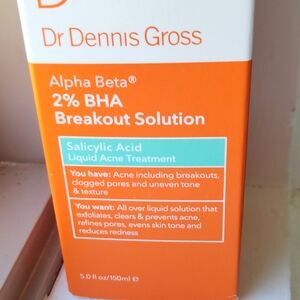 D
Dr Dennis Gross
Alpha Beta®
2% BHA
Breakout Solution
Salicylic Acid
Liquid Acne Treatment
You have: Acne including breakouts,
clogged pores and uneven tone
& texture
You want: All over liquid solution that
exfoliates, clears & prevents acne,
refines pores, evens skin tone and
reduces redness
5.0 fl oz/150ml e